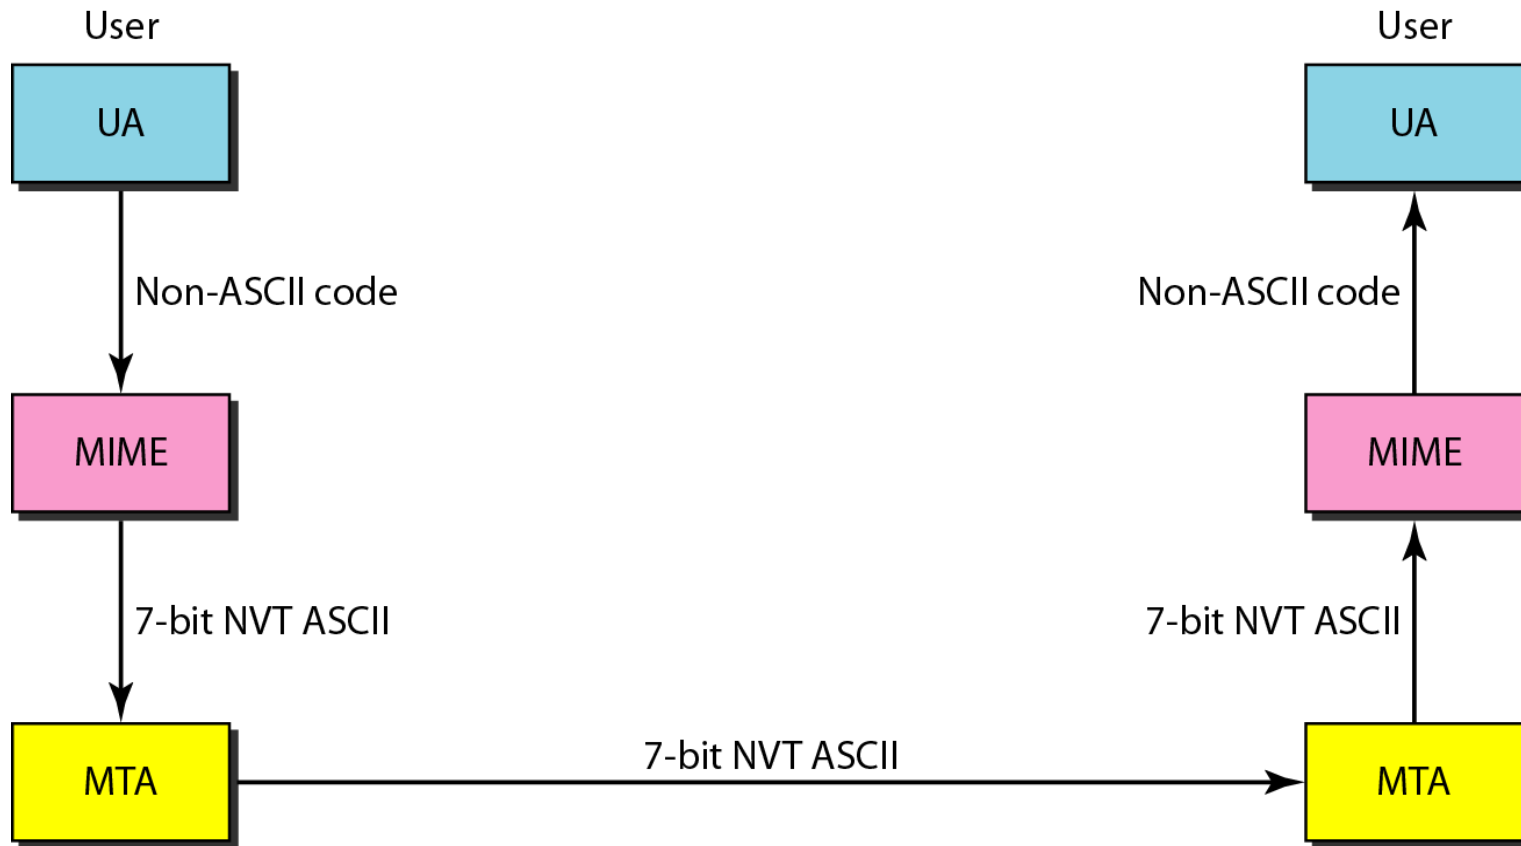 User
User
UA
UA
Non-ASCII code
Non-ASCII code
MIME
MIME
7-bit NVT ASCII
7-bit NVT ASCII
7-bit NVT ASCII
MTA
MTA